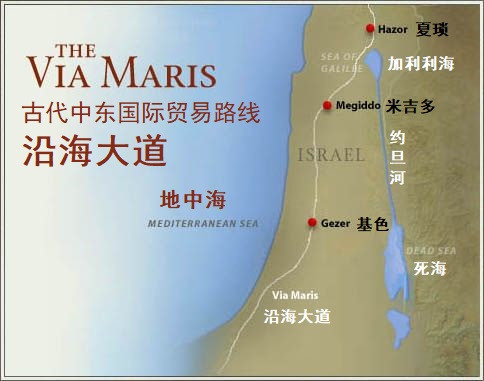 THE
VIA MARIS
古代中东国际贸易路线
沿海大道
Hazor 夏琐
SEA OF
GALILEE
加利利海
Megiddo 米吉多
约旦河
ISRAEL
地中海
MEDITERRANEAN SEA
Gezer 基色
DEAD SEA
死海
Via Maris
沿海大道